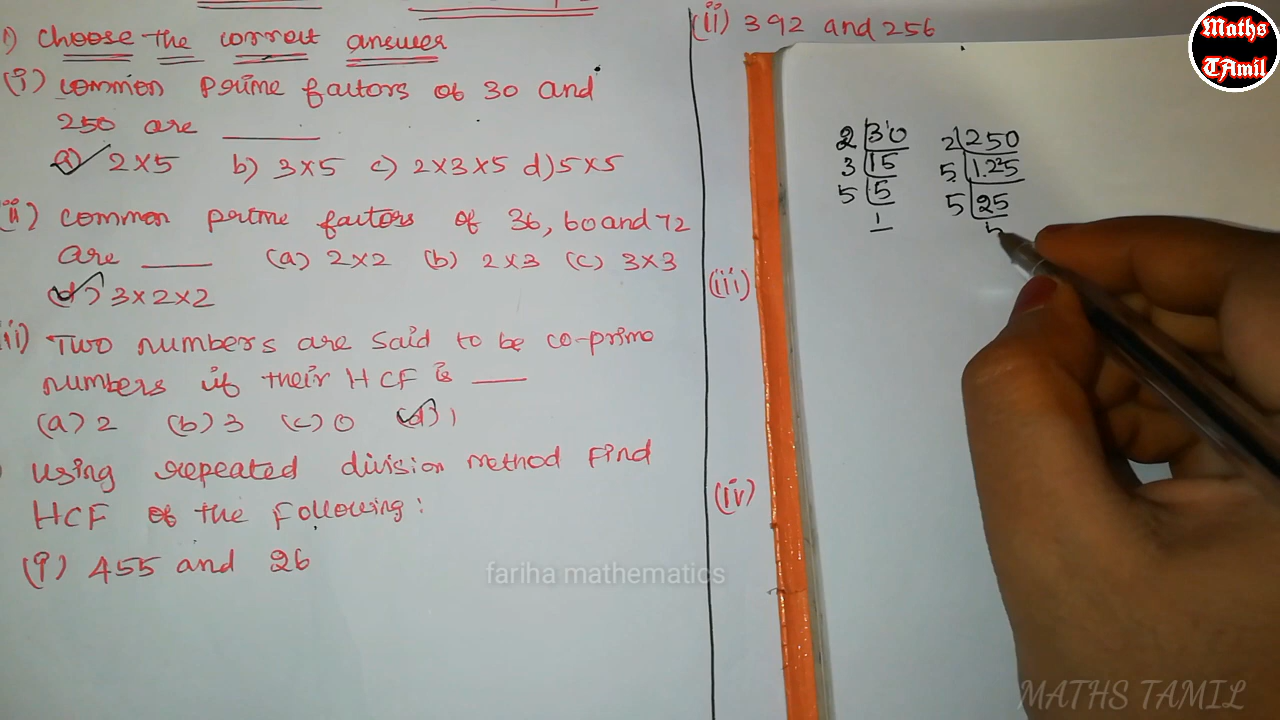 1) Choose the correct answer
(i) common prime factors of 30 and
250 are ____
a) 2×5 b) 3×5 c) 2×3×5 d) 5×5
(ii) common prime factors of 36, 60 and 72
are ____ (a) 2×2 (b) 2×3 (c) 3×3
(d) 3×2×2
(iii) Two numbers are said to be co-prime
numbers if their HCF is ____
(a) 2 (b) 3 (c) 0 (d) 1
Using repeated division method find
HCF of the following:
(i) 455 and 26
fariha mathematics
(ii) 392 and 256
(iii)
(iv)
2 30
3 15
5 5
1
2 250
5 125
5 25
5
Maths
TAmil
MATHS TAMIL